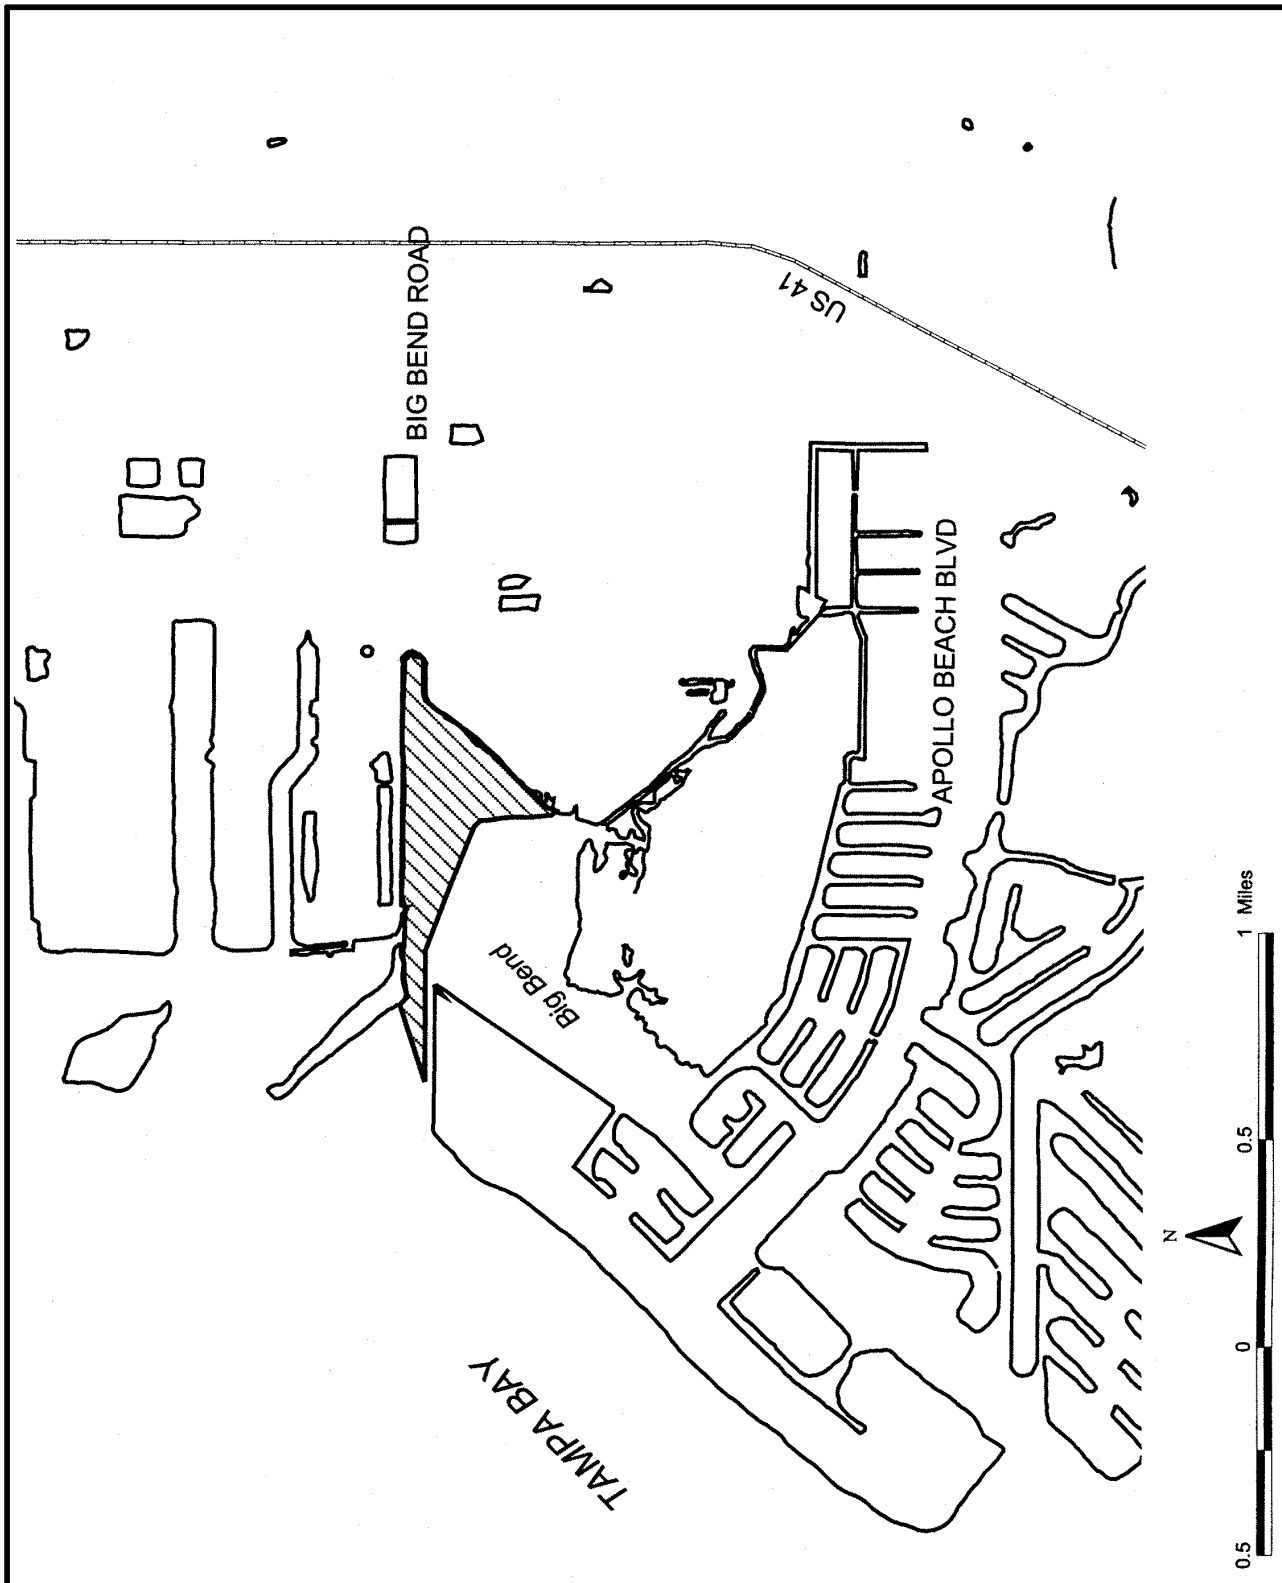 BIG BEND ROAD
US 41
APOLLO BEACH BLVD
Big Bend
TAMPA BAY
N
0.5 0 0.5 1 Miles